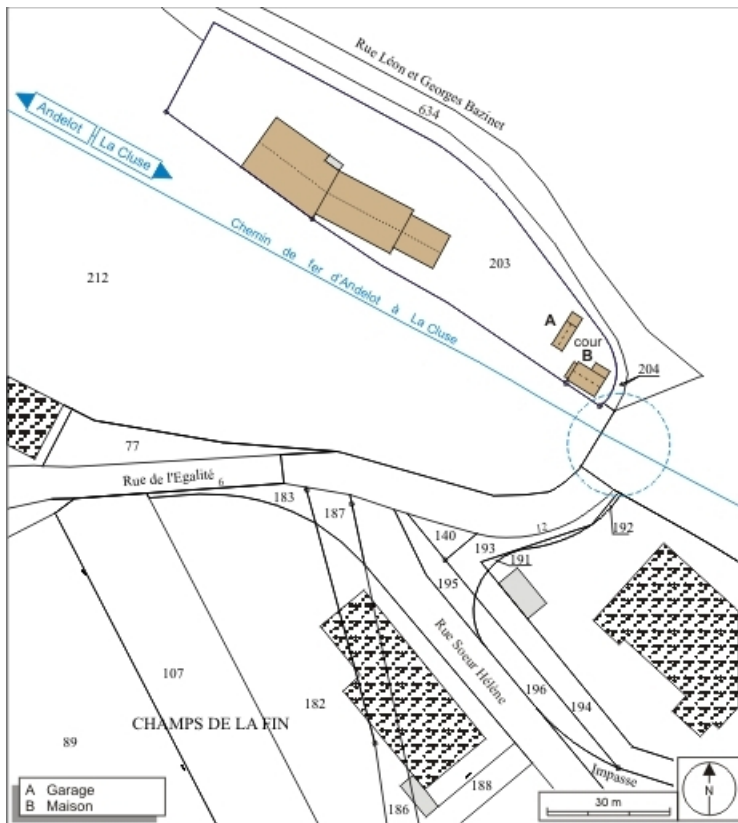 Rue Léon et Georges Bazinet
634
Andelot
La Cluse
Chemin de fer d'Andelot à La Cluse
212
203
A
cour
B
204
77
Rue de l'Egalité 6
183
187
140
12
192
193
191
195
Rue Soeur Hélène
107
182
196
194
CHAMPS DE LA FIN
89
Impasse
188
186
A Garage
B Maison
30 m
N